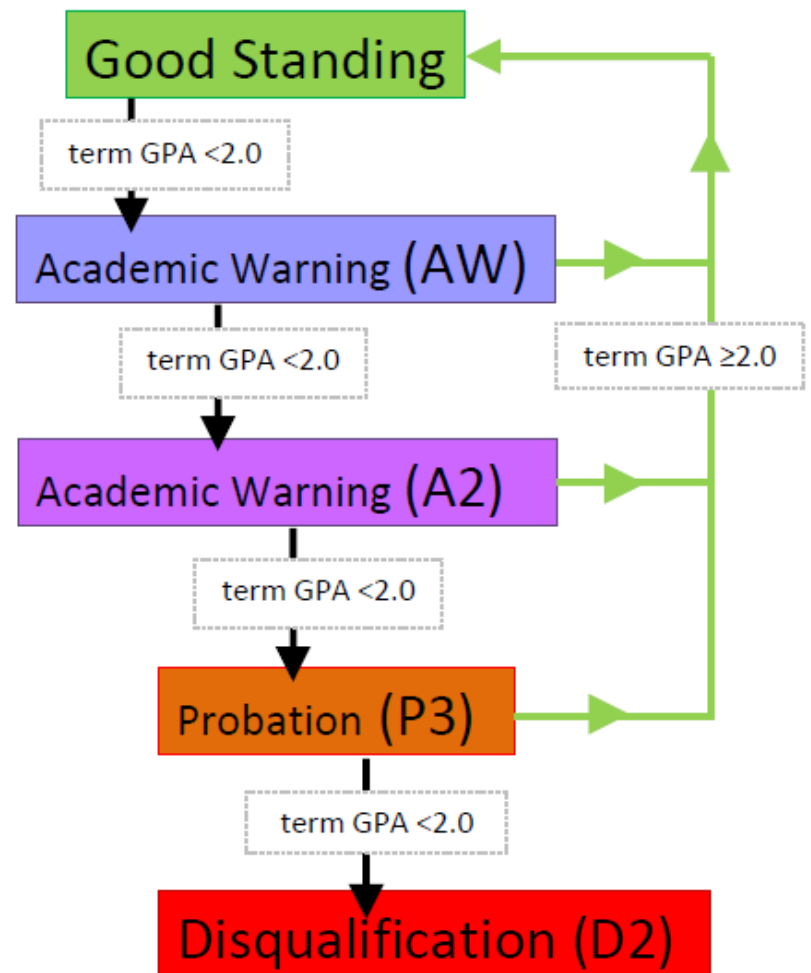 Good Standing
term GPA <2.0
Academic Warning (AW)
term GPA <2.0
term GPA ≥2.0
Academic Warning (A2)
term GPA <2.0
Probation (P3)
term GPA <2.0
Disqualification (D2)